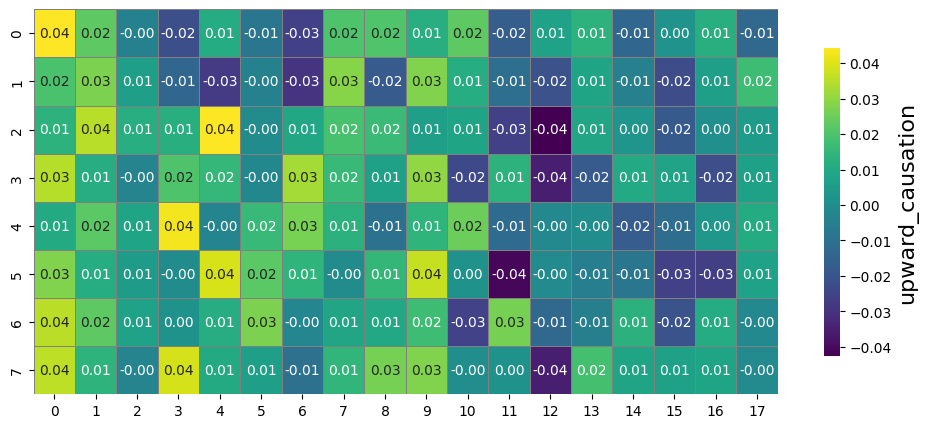 0 0.04 0.02 -0.00 -0.02 0.01 -0.01 -0.03 0.02 0.02 0.01 0.02 -0.02 0.01 0.01 -0.01 0.00 0.01 -0.01
1 0.02 0.03 0.01 -0.01 -0.03 -0.00 -0.03 0.03 -0.02 0.03 0.01 -0.01 -0.02 0.01 -0.01 -0.02 0.01 0.02
2 0.01 0.04 0.01 0.01 0.04 -0.00 0.01 0.02 0.02 0.01 0.01 -0.03 -0.04 0.01 0.00 -0.02 0.00 0.01
3 0.03 0.01 -0.00 0.02 0.02 -0.00 0.03 0.02 0.01 0.03 -0.02 0.01 -0.04 -0.02 0.01 0.01 -0.02 0.01
4 0.01 0.02 0.01 0.04 -0.00 0.02 0.03 0.01 -0.01 0.01 0.02 -0.01 -0.00 -0.00 -0.02 -0.01 0.00 0.01
5 0.03 0.01 0.01 -0.00 0.04 0.02 0.01 -0.00 0.01 0.04 0.00 -0.04 -0.00 -0.01 -0.01 -0.03 -0.03 0.01
6 0.04 0.02 0.01 0.00 0.01 0.03 -0.00 0.01 0.01 0.02 -0.03 0.03 -0.01 -0.01 0.01 -0.02 0.01 -0.00
7 0.04 0.01 -0.00 0.04 0.01 0.01 -0.01 0.01 0.03 0.03 -0.00 0.00 -0.04 0.02 0.01 0.01 0.01 -0.00
0 1 2 3 4 5 6 7 8 9 10 11 12 13 14 15 16 17
0.04
0.03
0.02
0.01
0.00
−0.01
−0.02
−0.03
−0.04
upward_causation